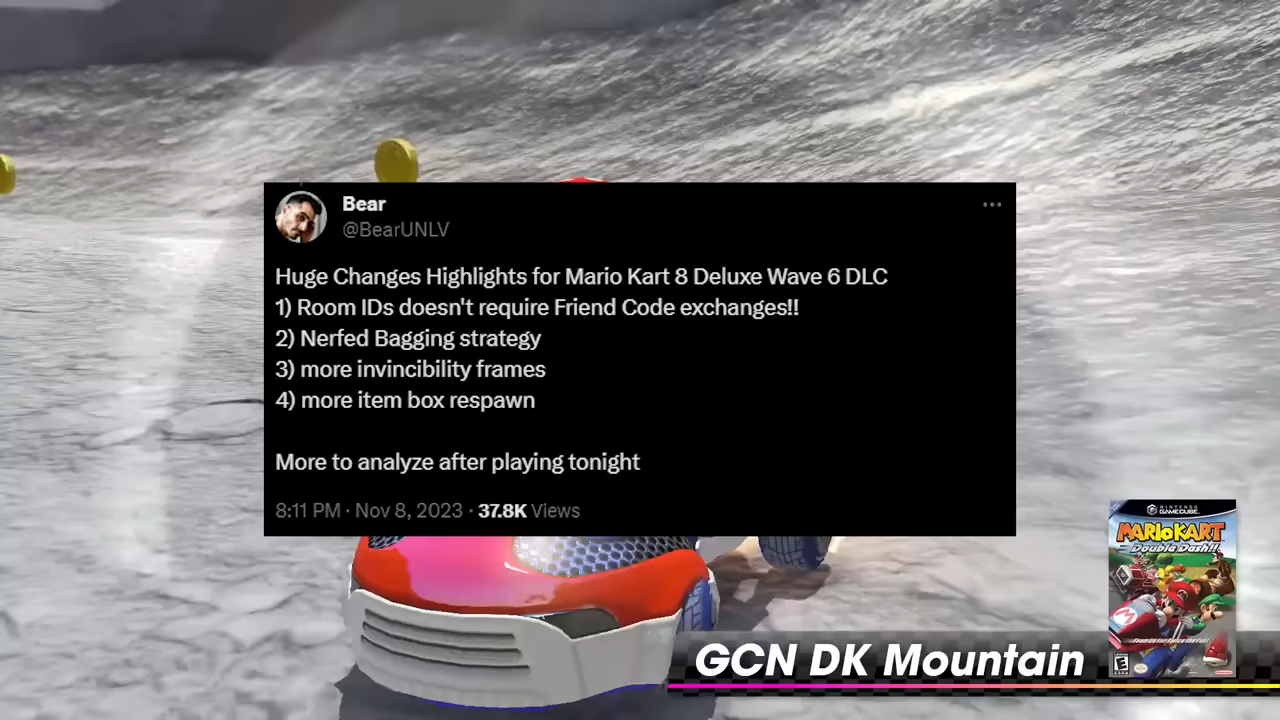 Bear
@BearUNLV
Huge Changes Highlights for Mario Kart 8 Deluxe Wave 6 DLC
1) Room IDs doesn't require Friend Code exchanges!!
2) Nerfed Bagging strategy
3) more invincibility frames
4) more item box respawn
More to analyze after playing tonight
8:11 PM · Nov 8, 2023 · 37.8K Views
NINTENDO
GAMECUBE
MARIOKART
Double Dash!!
GCN DK Mountain